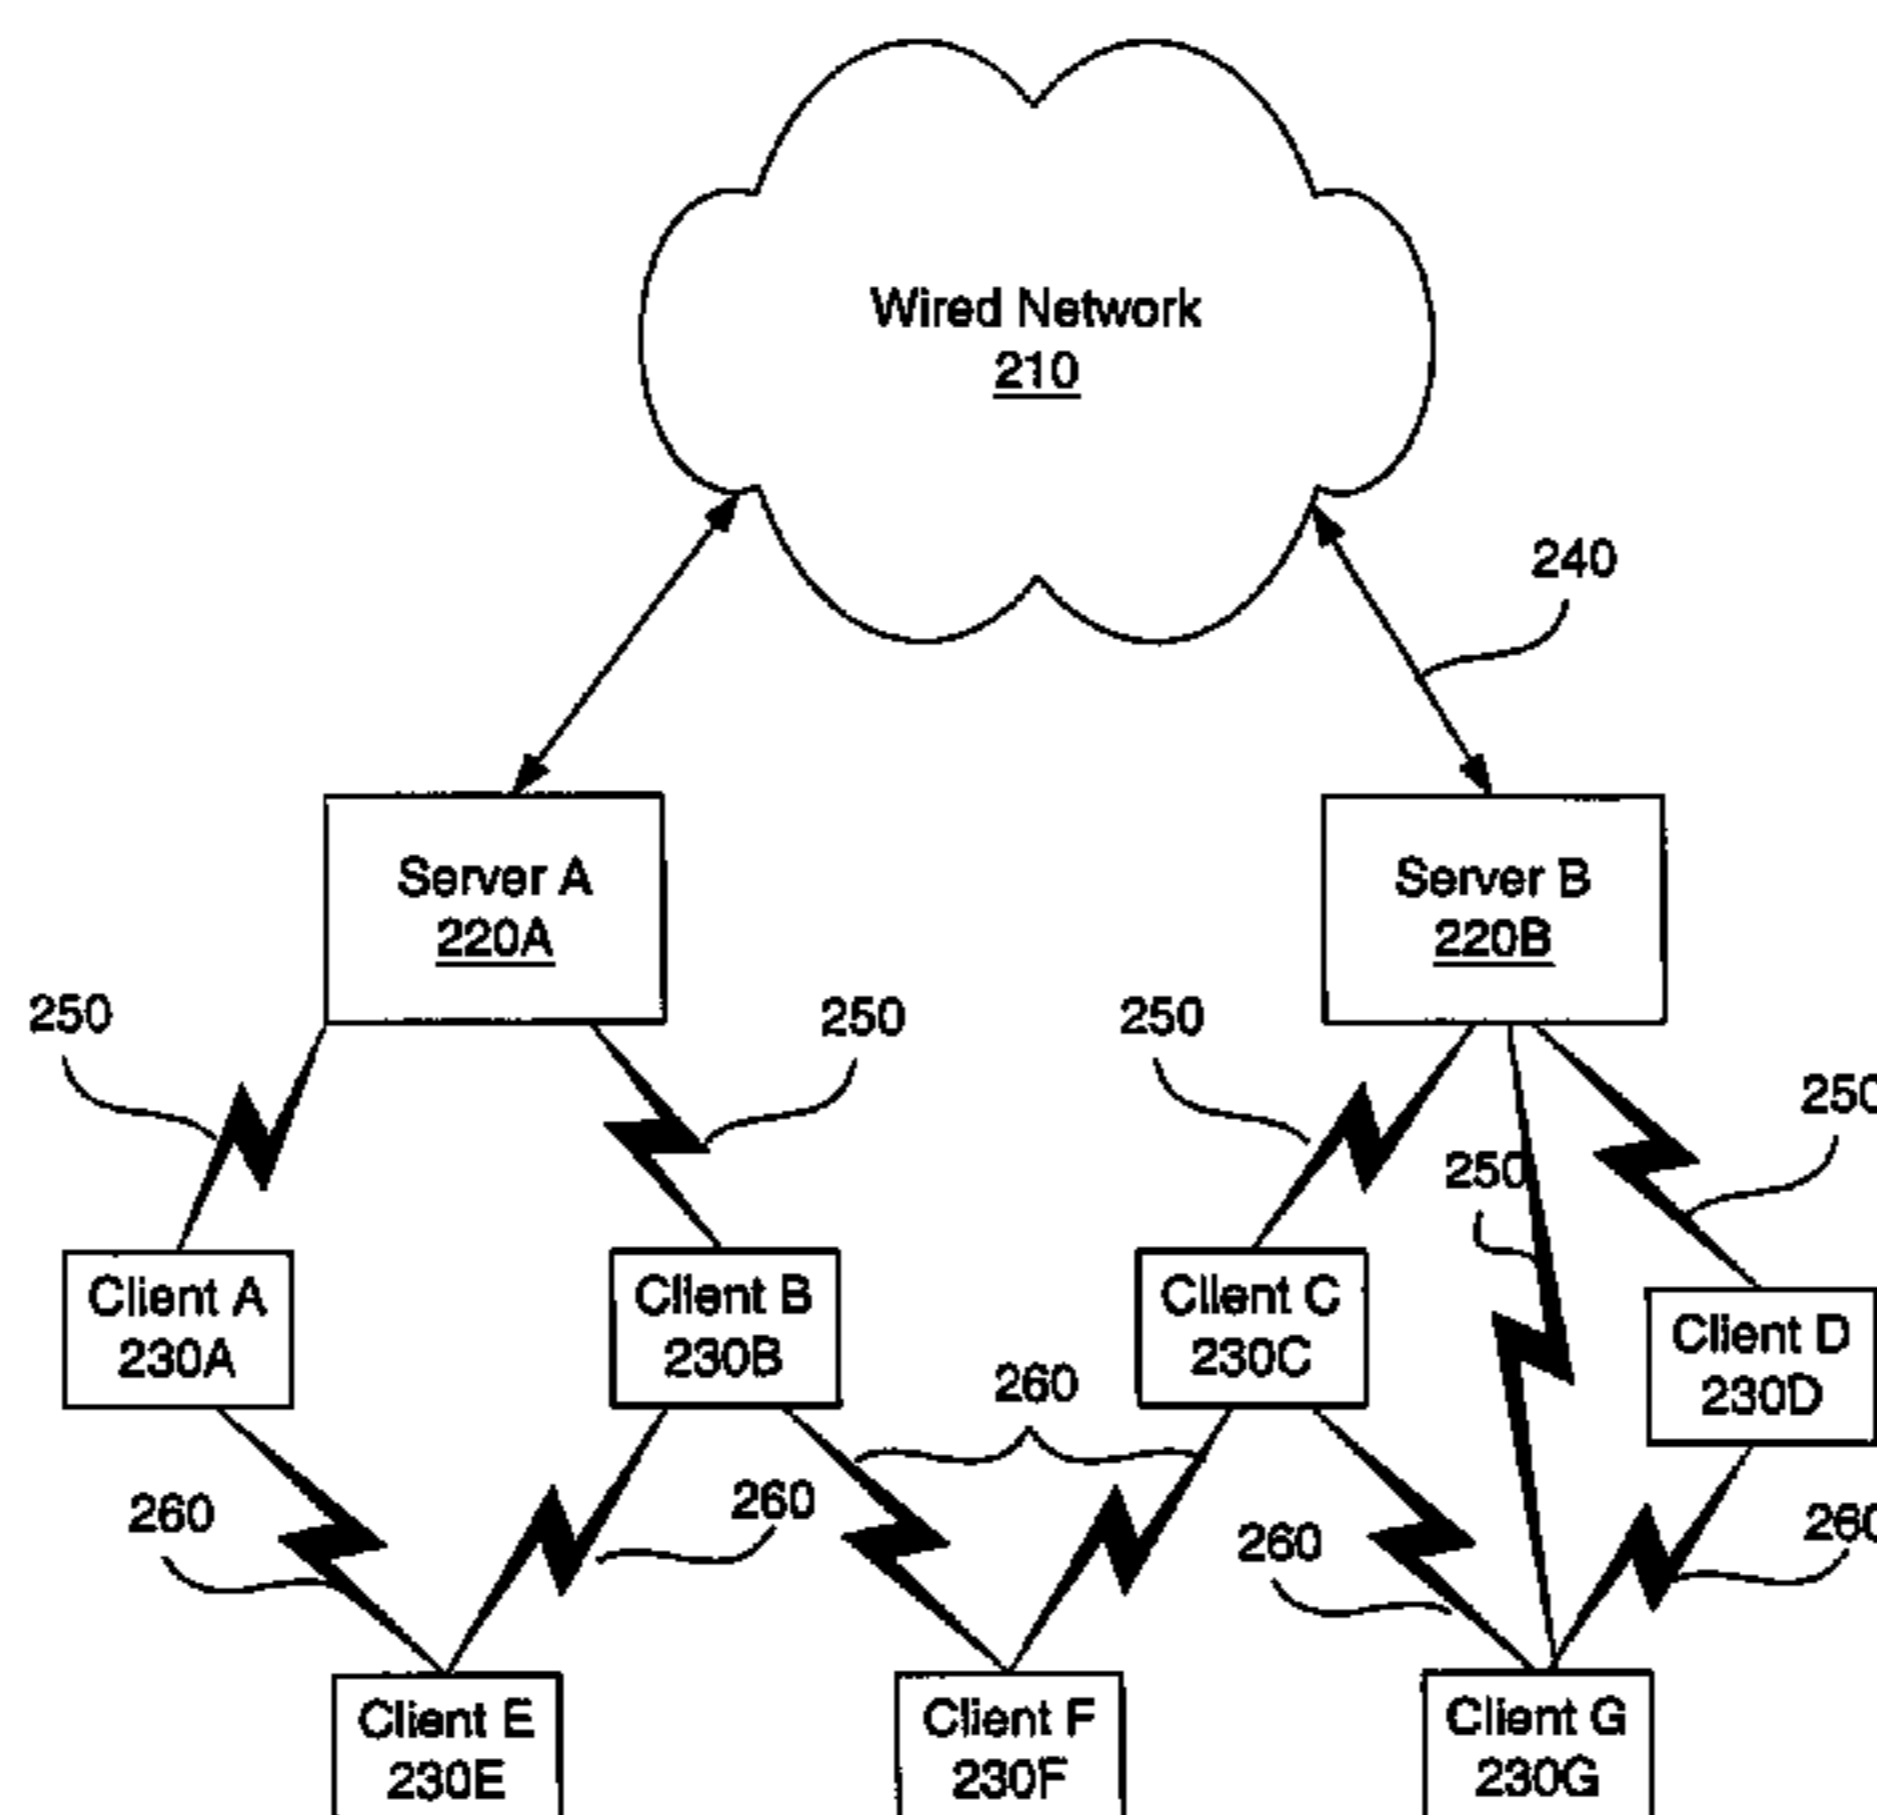 Wired Network
210
240
Server A
220A
Server B
220B
250
250
250
250
250
Client A
230A
Client B
230B
Client C
230C
Client D
230D
260
260
260
260
260
Client E
230E
Client F
230F
Client G
230G